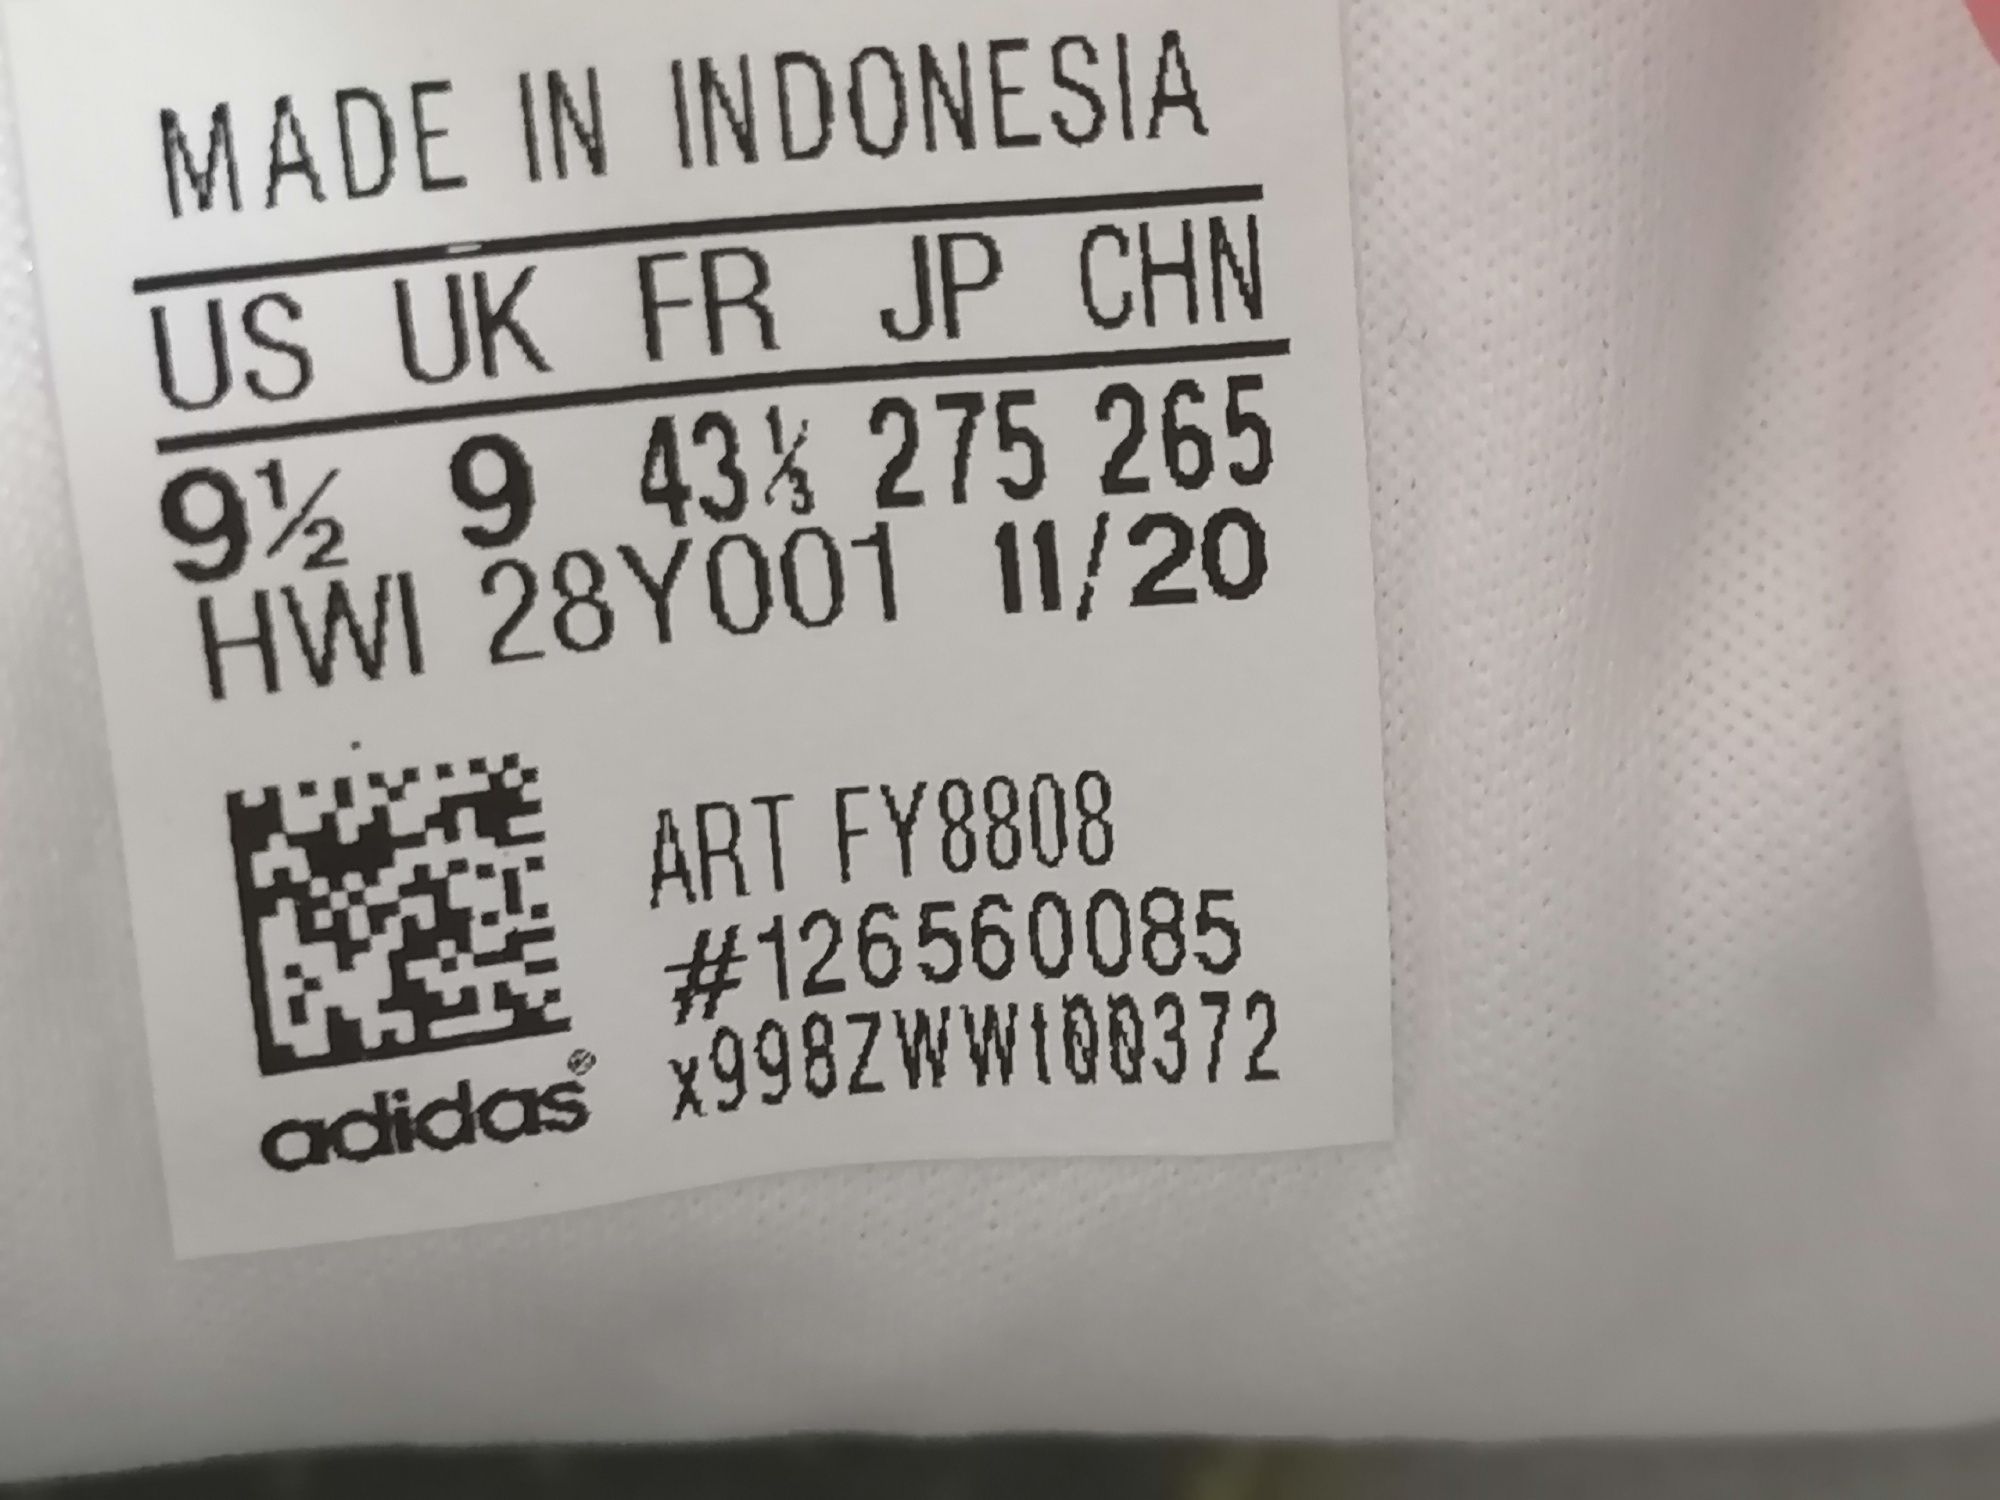 MADE IN INDONESIA
US UK FR JP CHN
9½ 9 43⅓ 275 265
HWI 28Y001 11/20
ART FY8808
#126560085
x998ZWWt00372
adidas®